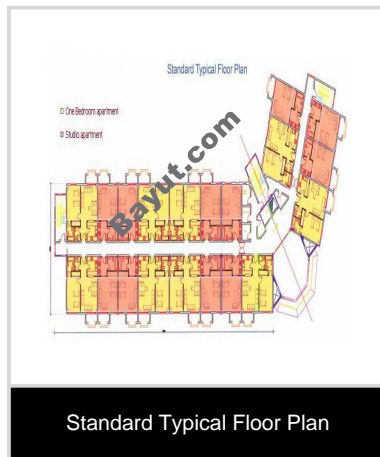 Standard Typical Floor Plan
One Bedroom apartment
Studio apartment
Bayut.com
Standard Typical Floor Plan